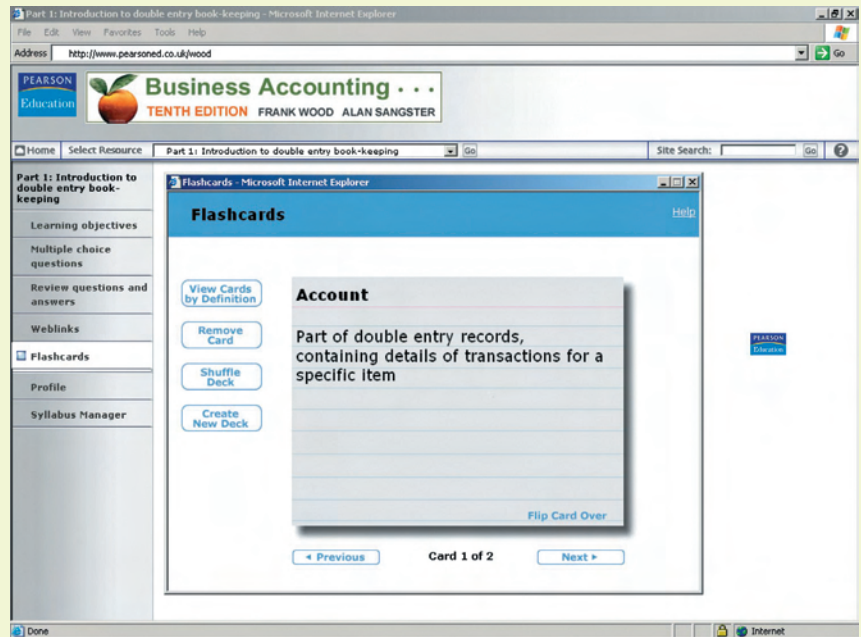 Part 1: Introduction to double entry book-keeping - Microsoft Internet Explorer
File Edit View Favorites Tools Help
Address http://www.pearsoned.co.uk/wood Go
PEARSON
Education
Business Accounting · · ·
TENTH EDITION FRANK WOOD ALAN SANGSTER
Home Select Resource Part 1: Introduction to double entry book-keeping Go Site Search: Go ?
Part 1: Introduction to
double entry book-
keeping
Learning objectives
Multiple choice
questions
Review questions and
answers
Weblinks
Flashcards
Profile
Syllabus Manager
Flashcards - Microsoft Internet Explorer
Flashcards Help
View Cards
by Definition
Remove
Card
Shuffle
Deck
Create
New Deck
Account
Part of double entry records,
containing details of transactions for a
specific item
Flip Card Over
Previous Card 1 of 2 Next
PEARSON
Education
Done Internet